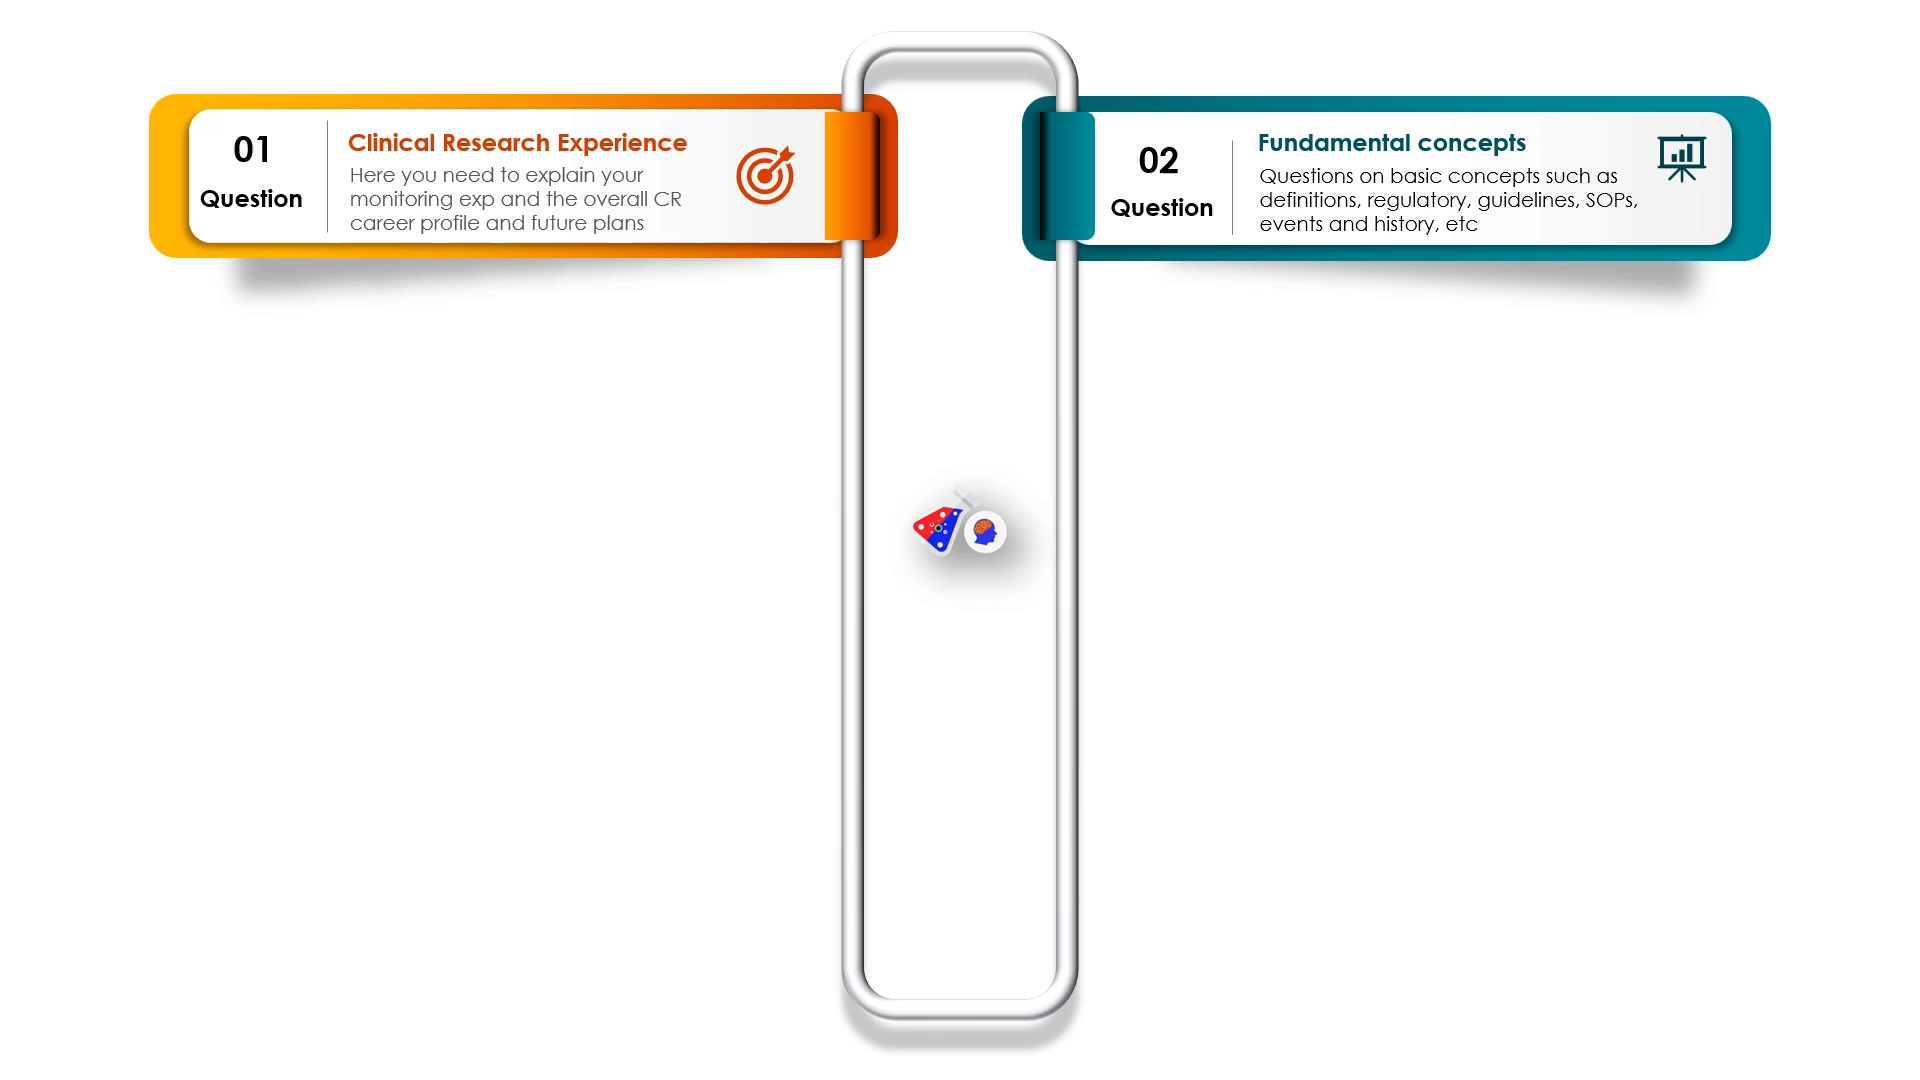 01
Question
Clinical Research Experience
Here you need to explain your
monitoring exp and the overall CR
career profile and future plans
02
Question
Fundamental concepts
Questions on basic concepts such as
definitions, regulatory, guidelines, SOPs,
events and history, etc